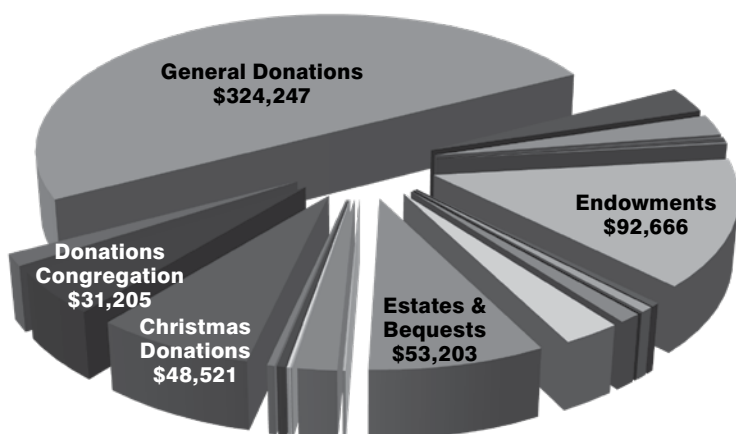 General Donations
$324,247
Endowments
$92,666
Donations
Congregation
$31,205
Christmas
Donations
$48,521
Estates &
Bequests
$53,203